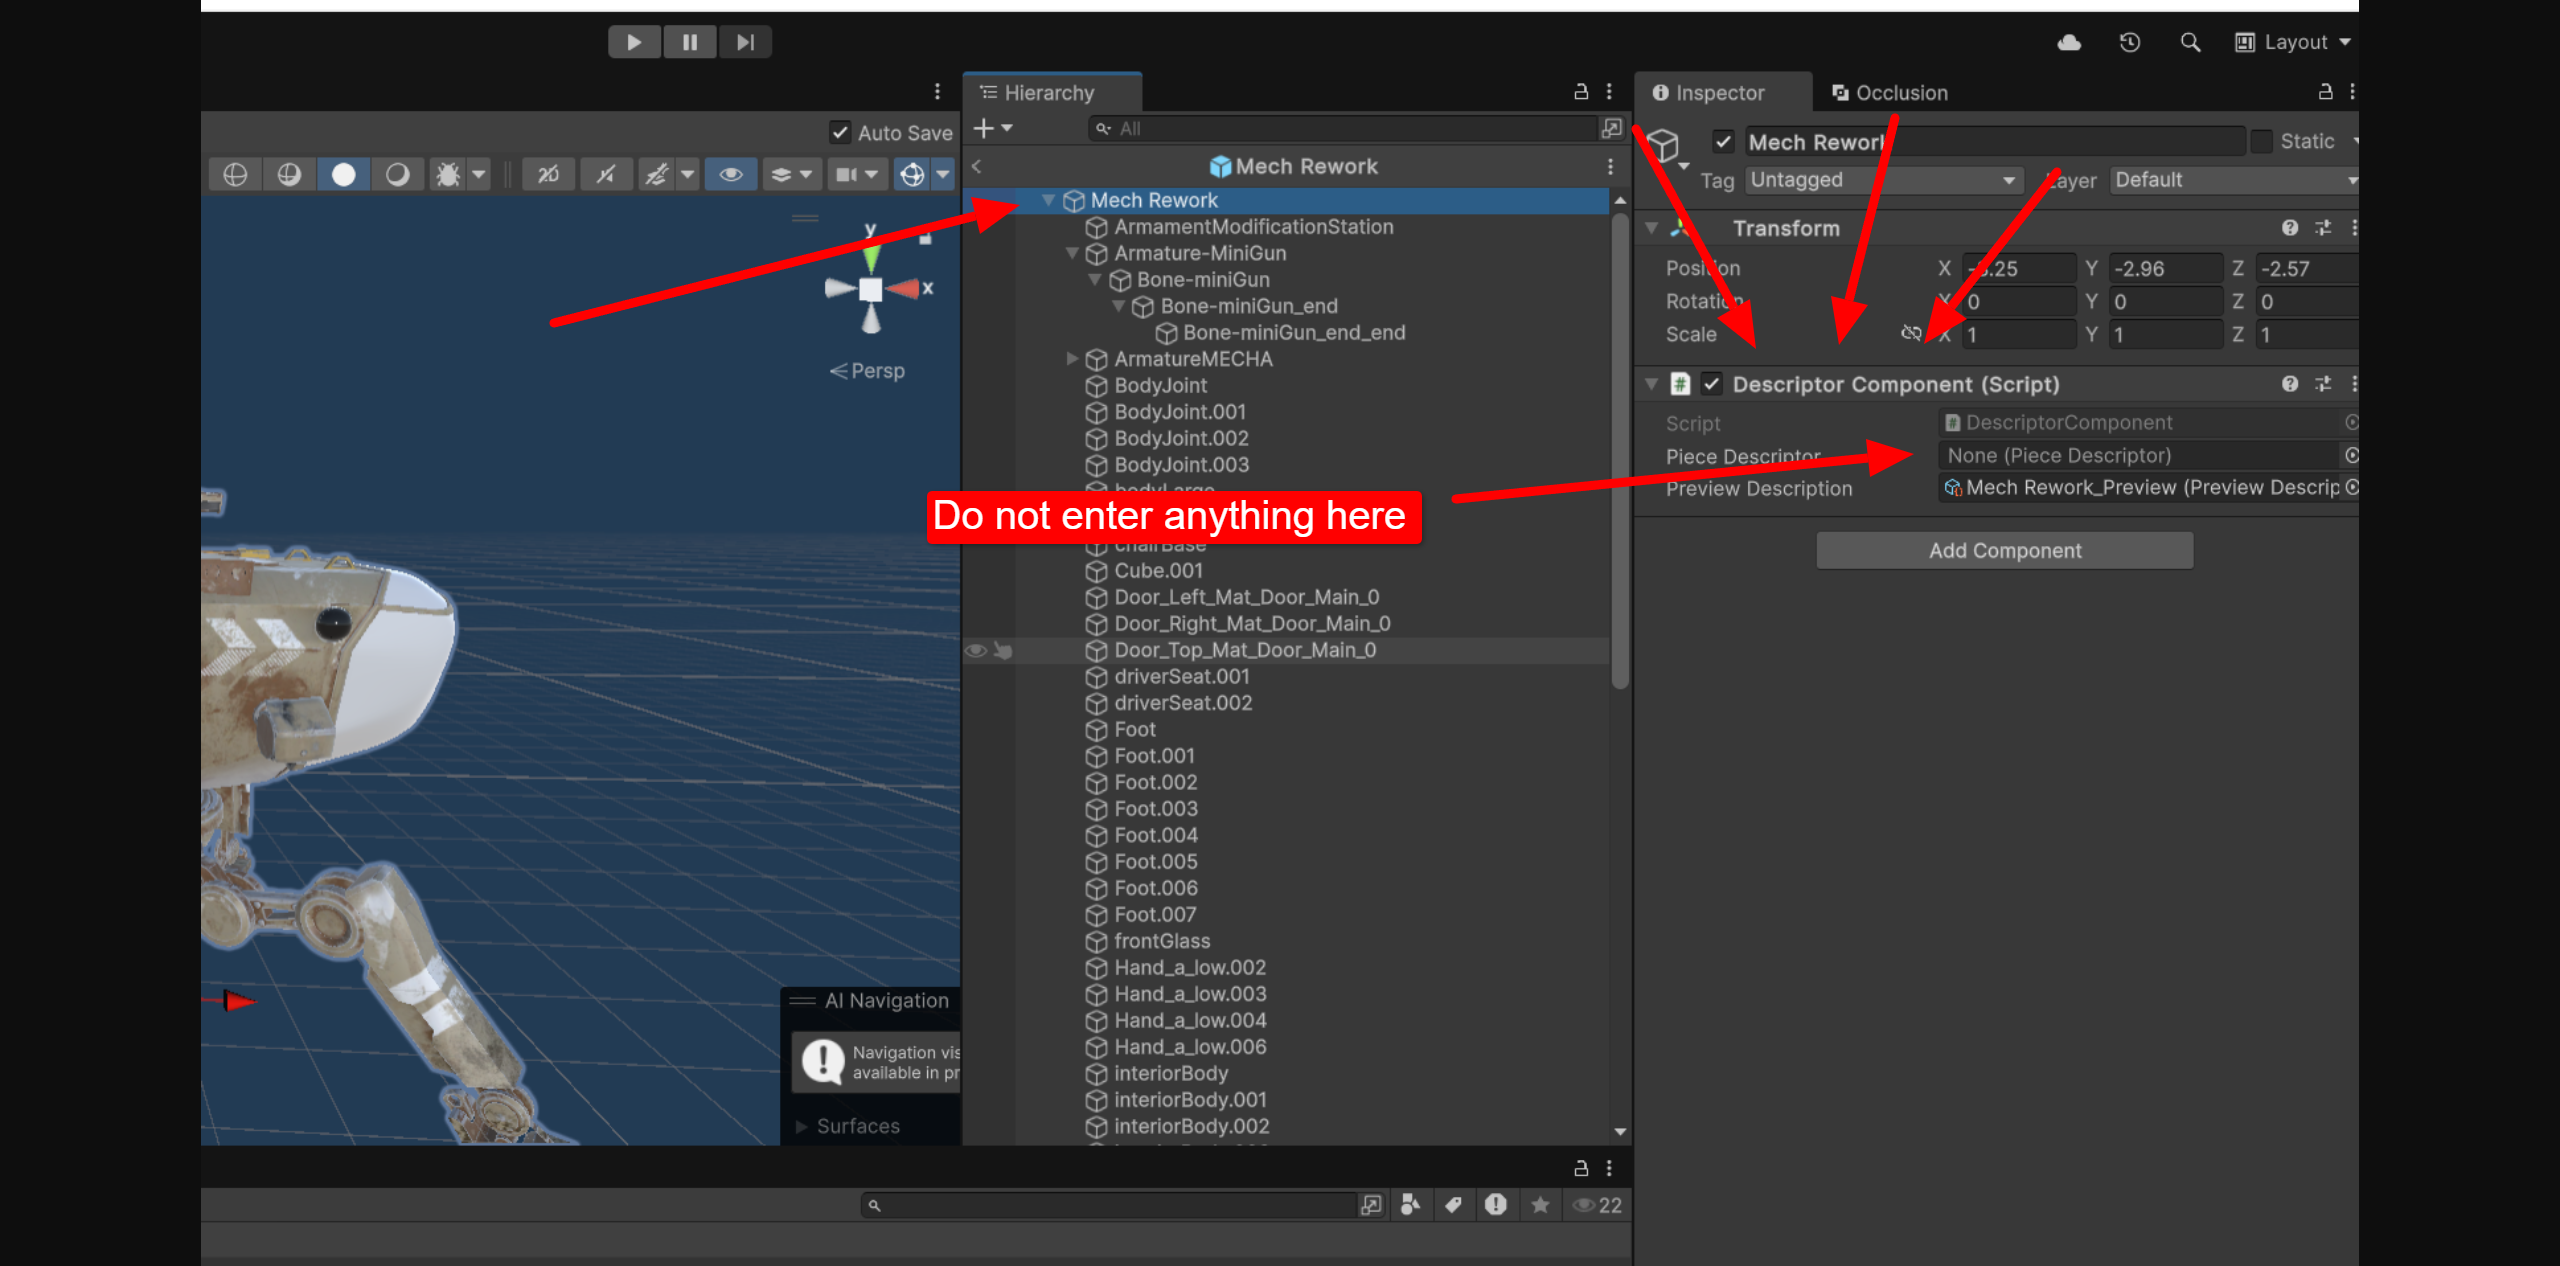 Layout
Hierarchy
Inspector
Occlusion
Auto Save
All
Mech Rework
Static
Mech Rework
Tag Untagged
Layer Default
Mech Rework
ArmamentModificationStation
Armature-MiniGun
Bone-miniGun
Bone-miniGun_end
Bone-miniGun_end_end
ArmatureMECHA
BodyJoint
BodyJoint.001
BodyJoint.002
BodyJoint.003
bodyLarge
Do not enter anything here
chairBase
Cube.001
Door_Left_Mat_Door_Main_0
Door_Right_Mat_Door_Main_0
Door_Top_Mat_Door_Main_0
driverSeat.001
driverSeat.002
Foot
Foot.001
Foot.002
Foot.003
Foot.004
Foot.005
Foot.006
Foot.007
frontGlass
Hand_a_low.002
Hand_a_low.003
Hand_a_low.004
Hand_a_low.006
interiorBody
interiorBody.001
interiorBody.002
y
x
Persp
AI Navigation
Navigation vis
available in pr
Surfaces
Transform
Position X Y -2.96 Z -2.57
Rotation X 0 Y 0 Z 0
Scale X 1 Y 1 Z 1
# Descriptor Component (Script)
Script # DescriptorComponent
Piece Descriptor None (Piece Descriptor)
Preview Description Mech Rework_Preview (Preview Descrip
Add Component
22